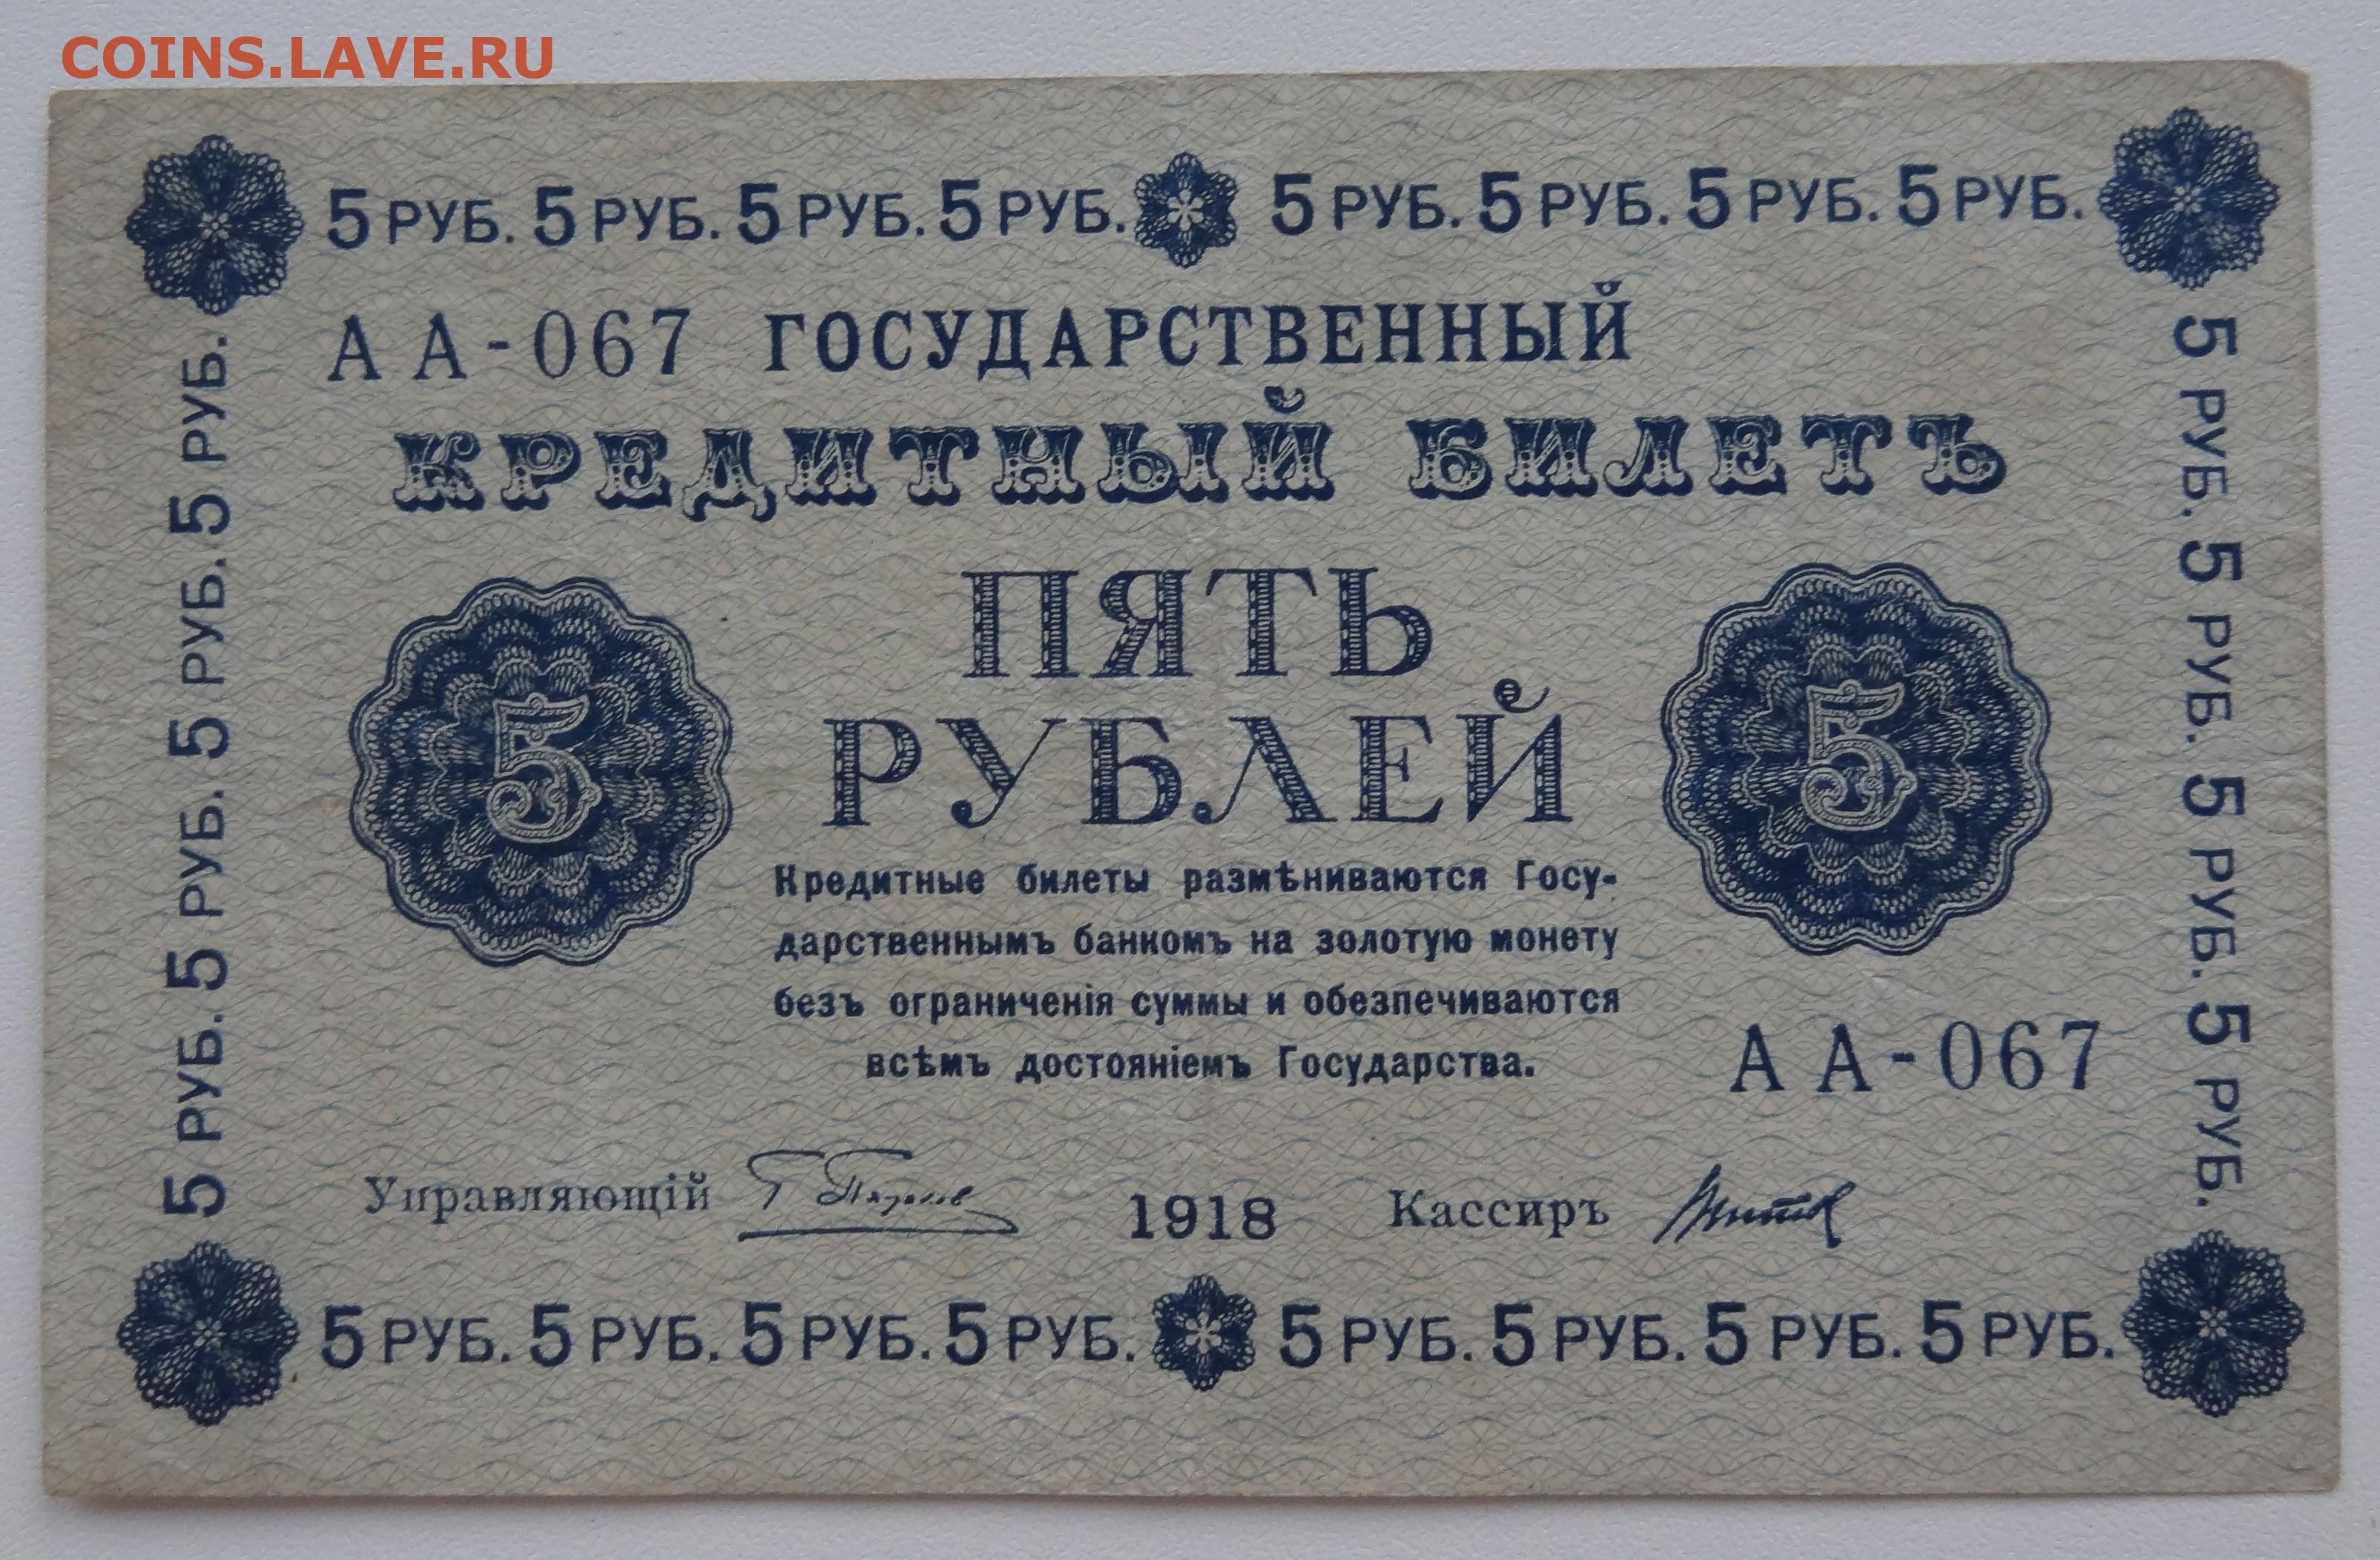 COINS.LAVE.RU
5 РУБ. 5 РУБ. 5 РУБ. 5 РУБ. 5 РУБ. 5 РУБ. 5 РУБ. 5 РУБ.
АА-067 ГОСУДАРСТВЕННЫЙ
КРЕДИТНЫЙ БИЛЕТЪ
ПЯТЬ
РУБЛЕЙ
5
5
Кредитные билеты размѣниваются Госу-
дарственнымъ банкомъ на золотую монету
безъ ограниченія суммы и обезпечиваются
всѣмъ достояніемъ Государства.
АА-067
Управляющій
1918 Кассиръ
5 РУБ. 5 РУБ. 5 РУБ. 5 РУБ. 5 РУБ. 5 РУБ. 5 РУБ. 5 РУБ.
5 РУБ. 5 РУБ. 5 РУБ. 5 РУБ.
5 РУБ. 5 РУБ. 5 РУБ. 5 РУБ.